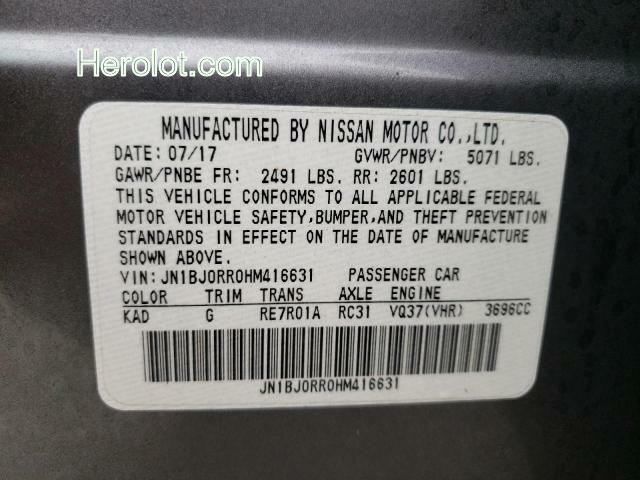 Herolot.com
MANUFACTURED BY NISSAN MOTOR CO.,LTD.
DATE: 07/17 GVWR/PNBV: 5071 LBS.
GAWR/PNBE FR: 2491 LBS. RR: 2601 LBS.
THIS VEHICLE CONFORMS TO ALL APPLICABLE FEDERAL
MOTOR VEHICLE SAFETY,BUMPER,AND THEFT PREVENTION
STANDARDS IN EFFECT ON THE DATE OF MANUFACTURE
SHOWN ABOVE.
VIN:JN1BJ0RR0HM416631 PASSENGER CAR
COLOR TRIM TRANS AXLE ENGINE
KAD G RE7R01A RC31 VQ37(VHR) 3696CC
JN1BJ0RR0HM416631